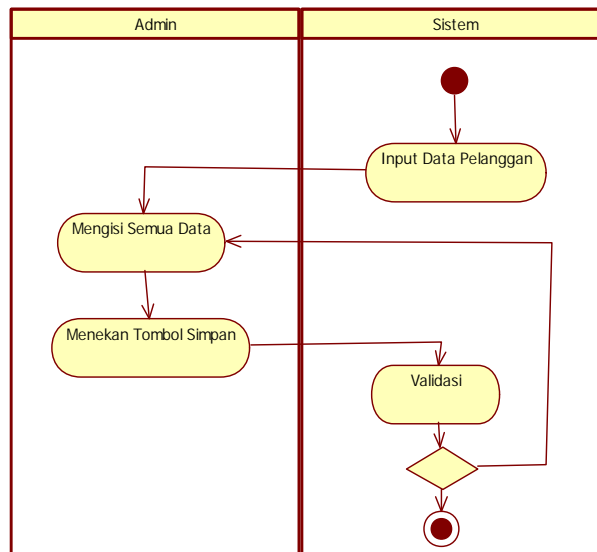 Admin
Sistem
Input Data Pelanggan
Mengisi Semua Data
Menekan Tombol Simpan
Validasi